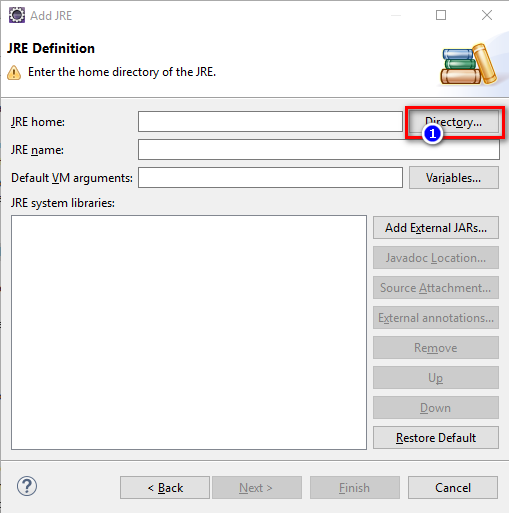 Add JRE
JRE Definition
Enter the home directory of the JRE.
JRE home: Directory...
1
JRE name:
Default VM arguments: Variables...
JRE system libraries:
Add External JARs...
Javadoc Location...
Source Attachment...
External annotations...
Remove
Up
Down
Restore Default
? < Back Next > Finish Cancel